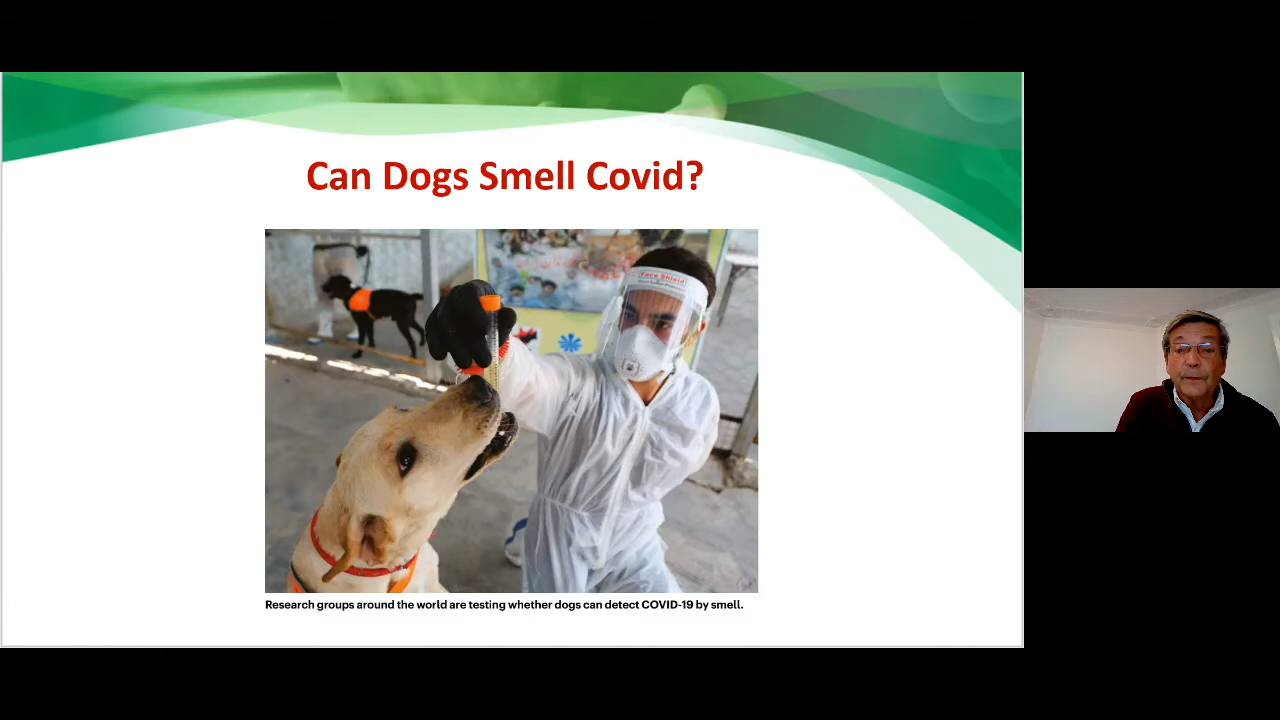 Can Dogs Smell Covid?
Face Shield
Research groups around the world are testing whether dogs can detect COVID-19 by smell.